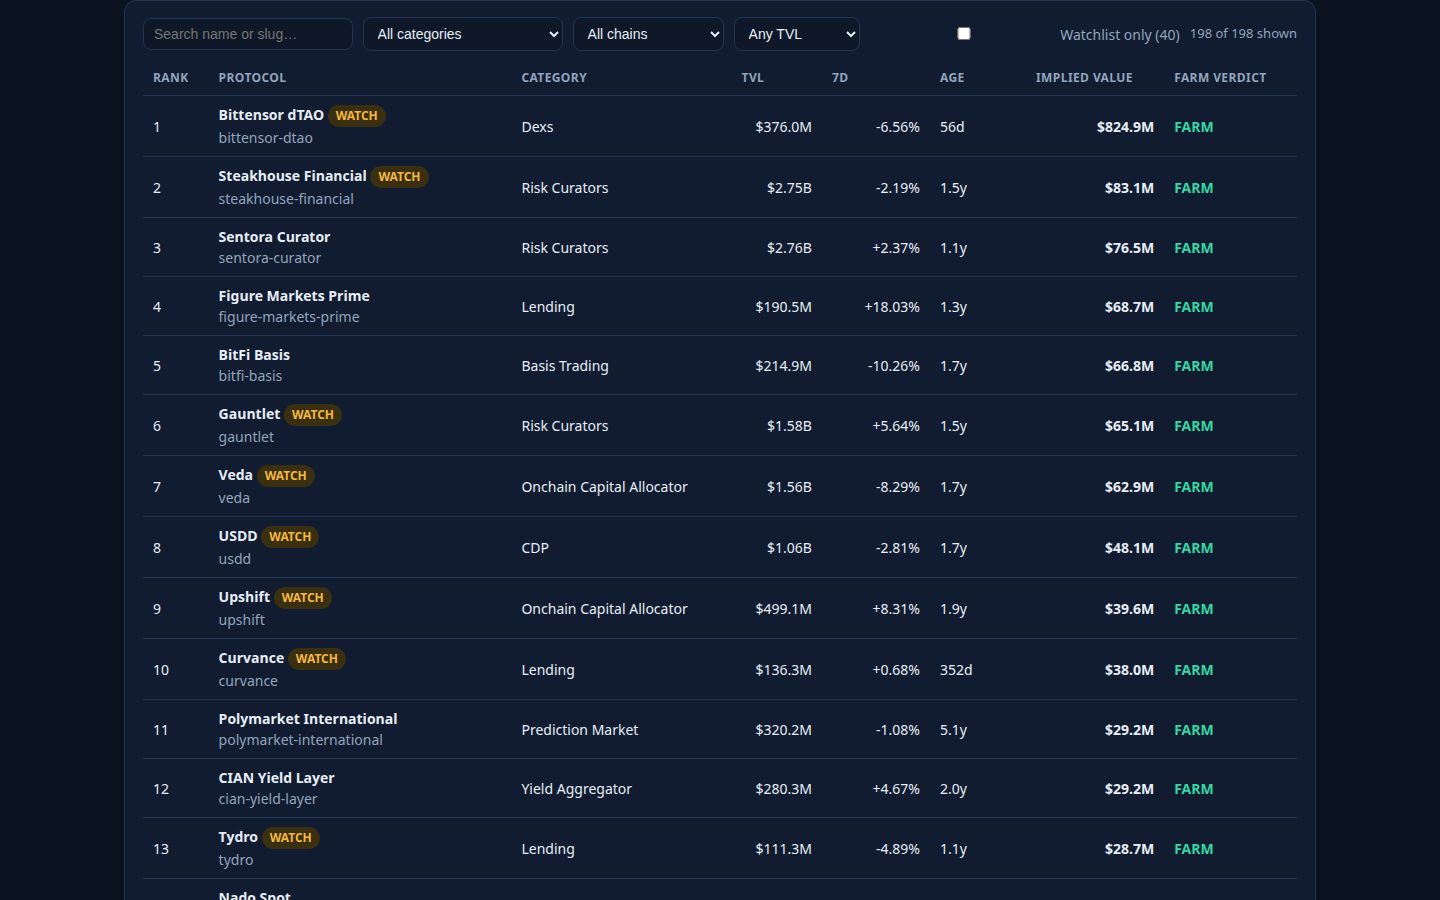 Search name or slug… All categories All chains Any TVL Watchlist only (40) 198 of 198 shown
RANK PROTOCOL CATEGORY TVL 7D AGE IMPLIED VALUE FARM VERDICT
1 Bittensor dTAO WATCH Dexs $376.0M -6.56% 56d $824.9M FARM
bittensor-dtao
2 Steakhouse Financial WATCH Risk Curators $2.75B -2.19% 1.5y $83.1M FARM
steakhouse-financial
3 Sentora Curator Risk Curators $2.76B +2.37% 1.1y $76.5M FARM
sentora-curator
4 Figure Markets Prime Lending $190.5M +18.03% 1.3y $68.7M FARM
figure-markets-prime
5 BitFi Basis Basis Trading $214.9M -10.26% 1.7y $66.8M FARM
bitfi-basis
6 Gauntlet WATCH Risk Curators $1.58B +5.64% 1.5y $65.1M FARM
gauntlet
7 Veda WATCH Onchain Capital Allocator $1.56B -8.29% 1.7y $62.9M FARM
veda
8 USDD WATCH CDP $1.06B -2.81% 1.7y $48.1M FARM
usdd
9 Upshift WATCH Onchain Capital Allocator $499.1M +8.31% 1.9y $39.6M FARM
upshift
10 Curvance WATCH Lending $136.3M +0.68% 352d $38.0M FARM
curvance
11 Polymarket International Prediction Market $320.2M -1.08% 5.1y $29.2M FARM
polymarket-international
12 CIAN Yield Layer Yield Aggregator $280.3M +4.67% 2.0y $29.2M FARM
cian-yield-layer
13 Tydro WATCH Lending $111.3M -4.89% 1.1y $28.7M FARM
tydro
Nado Spot